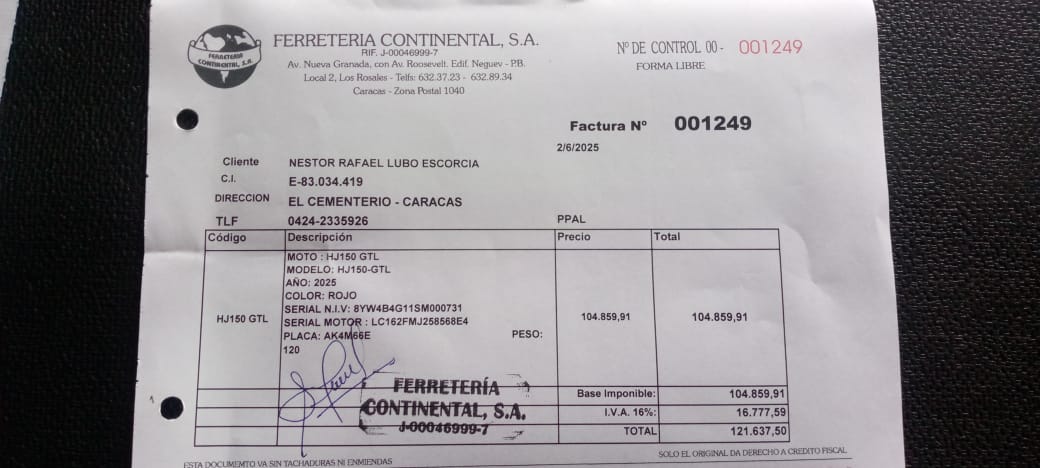 FERRETERIA
CONTINENTAL, S.A.
FERRETERIA CONTINENTAL, S.A.
RIF. J-00046999-7
Av. Nueva Granada, con Av. Roosevelt. Edif. Neguev - P.B.
Local 2, Los Rosales - Telfs: 632.37.23 - 632.89.34
Caracas - Zona Postal 1040
Nº DE CONTROL 00- 001249
FORMA LIBRE
Factura Nº 001249
2/6/2025
Cliente NESTOR RAFAEL LUBO ESCORCIA
C.I. E-83.034.419
DIRECCION EL CEMENTERIO - CARACAS
TLF 0424-2335926 PPAL
Código Descripción Precio Total
MOTO : HJ150 GTL
MODELO: HJ150-GTL
AÑO: 2025
COLOR: ROJO
SERIAL N.I.V: 8YW4B4G11SM000731
HJ150 GTL SERIAL MOTOR : LC162FMJ258568E4 104.859,91 104.859,91
PLACA: AK4M66E PESO:
120
FERRETERÍA
CONTINENTAL, S.A.
J-00046999-7
Base Imponible: 104.859,91
I.V.A. 16%: 16.777,59
TOTAL 121.637,50
ESTA DOCUMEMTO VA SIN TACHADURAS NI ENMIENDAS
SOLO EL ORIGINAL DA DERECHO A CREDITO FISCAL